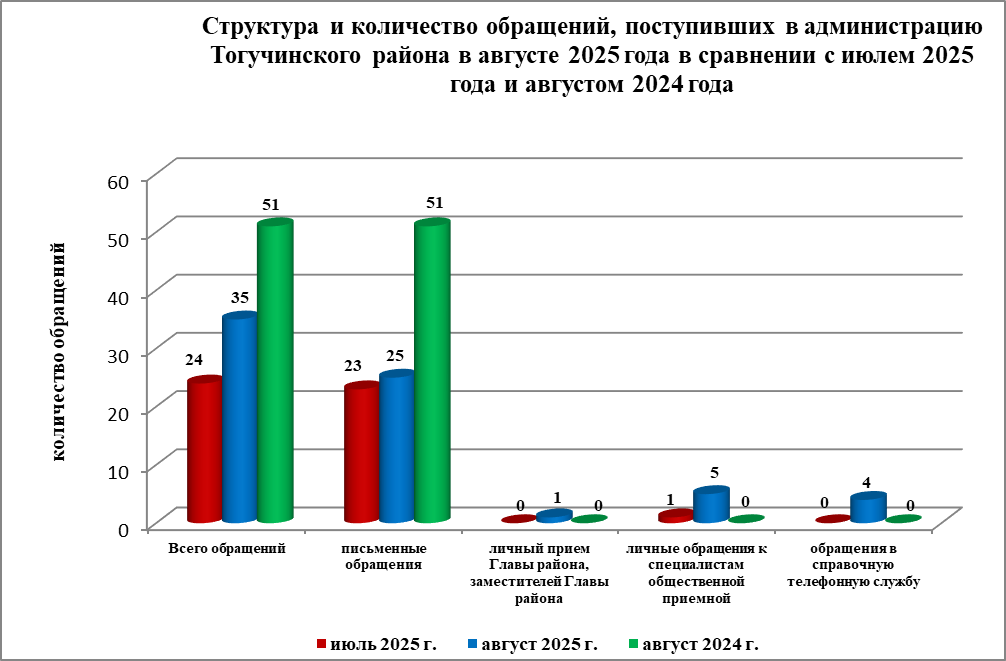 Структура и количество обращений, поступивших в администрацию
Тогучинского района в августе 2025 года в сравнении с июлем 2025
года и августом 2024 года
количество обращений
60
50
40
30
20
10
0
24
35
51
23
25
51
0
1
0
1
5
0
0
4
0
Всего обращений
письменные
обращения
личный прием
Главы района,
заместителей Главы
района
личные обращения к
специалистам
общественной
приемной
обращения в
справочную
телефонную службу
июль 2025 г.
август 2025 г.
август 2024 г.